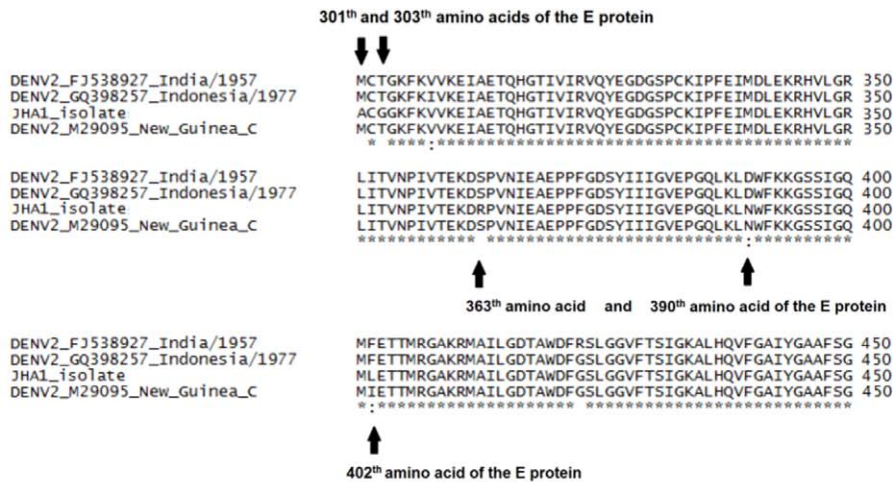 301th and 303th amino acids of the E protein
DENV2_FJ538927_India/1957 MCTGKFKVVKEIAETQHGTIVIRVQYEGDGSPCKIPFEIMDLEKRHVLGR 350
DENV2_GQ398257_Indonesia/1977 MCTGKFKIVKEIAETQHGTIVIRVQYEGDGSPCKIPFEIMDLEKRHVLGR 350
JHA1_isolate ACGGKFKVVKEIAETQHGTIVIRVQYEGDGSPCKIPFEIMDLEKRHVLGR 350
DENV2_M29095_New_Guinea_C MCTGKFKVVKEIAETQHGTIVIRVQYEGDGSPCKIPFEIMDLEKRHVLGR 350
* ****:******************************************
DENV2_FJ538927_India/1957 LITVNPIVTEKDSPVNIEAEPPFGDSYIIIGVEPGQLKLDWFKKGSSIGQ 400
DENV2_GQ398257_Indonesia/1977 LITVNPIVTEKDSPVNIEAEPPFGDSYIIIGVEPGQLKLDWFKKGSSIGQ 400
JHA1_isolate LITVNPIVTEKDRPVNIEAEPPFGDSYIIIGVEPGQLKLNWFKKGSSIGQ 400
DENV2_M29095_New_Guinea_C LITVNPIVTEKDSPVNIEAEPPFGDSYIIIGVEPGQLKLNWFKKGSSIGQ 400
************ **************************:**********
363th amino acid and 390th amino acid of the E protein
DENV2_FJ538927_India/1957 MFETTMRGAKRMAILGDTAWDFRSLGGVFTSIGKALHQVFGAIYGAAFSG 450
DENV2_GQ398257_Indonesia/1977 MFETTMRGAKRMAILGDTAWDFGSLGGVFTSIGKALHQVFGAIYGAAFSG 450
JHA1_isolate MLETTMRGAKRMAILGDTAWDFGSLGGVFTSIGKALHQVFGAIYGAAFSG 450
DENV2_M29095_New_Guinea_C MIETTMRGAKRMAILGDTAWDFGSLGGVFTSIGKALHQVFGAIYGAAFSG 450
*:******************** ***************************
402th amino acid of the E protein